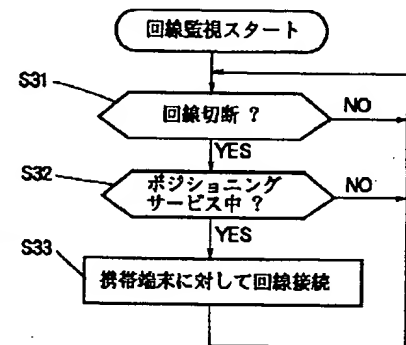 回線監視スタート
S31
回線切断 ?
NO
YES
S32
ポジショニング
サービス中 ?
NO
YES
S33
携帯端末に対して回線接続